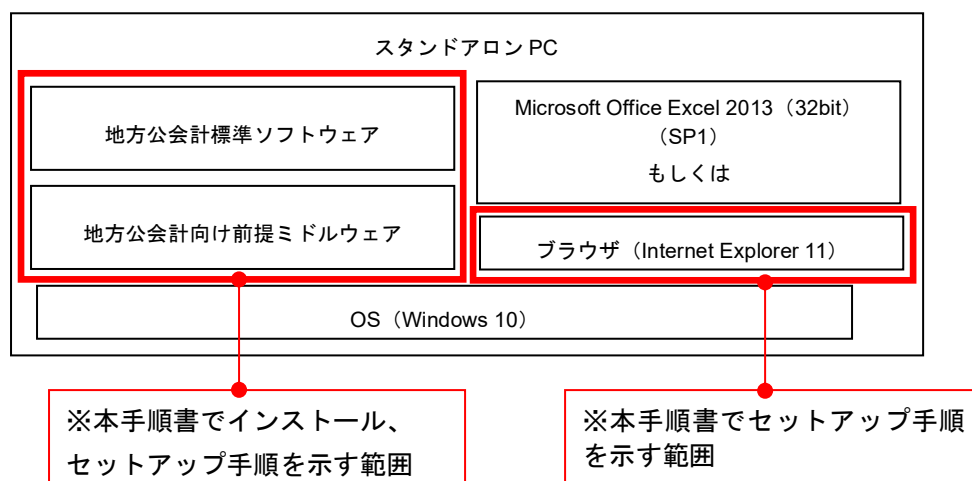 スタンドアロン PC
地方公会計標準ソフトウェア
地方公会計向け前提ミドルウェア
Microsoft Office Excel 2013（32bit）
（SP1）
もしくは
ブラウザ（Internet Explorer 11）
OS（Windows 10）
※本手順書でインストール、
セットアップ手順を示す範囲
※本手順書でセットアップ手順
を示す範囲